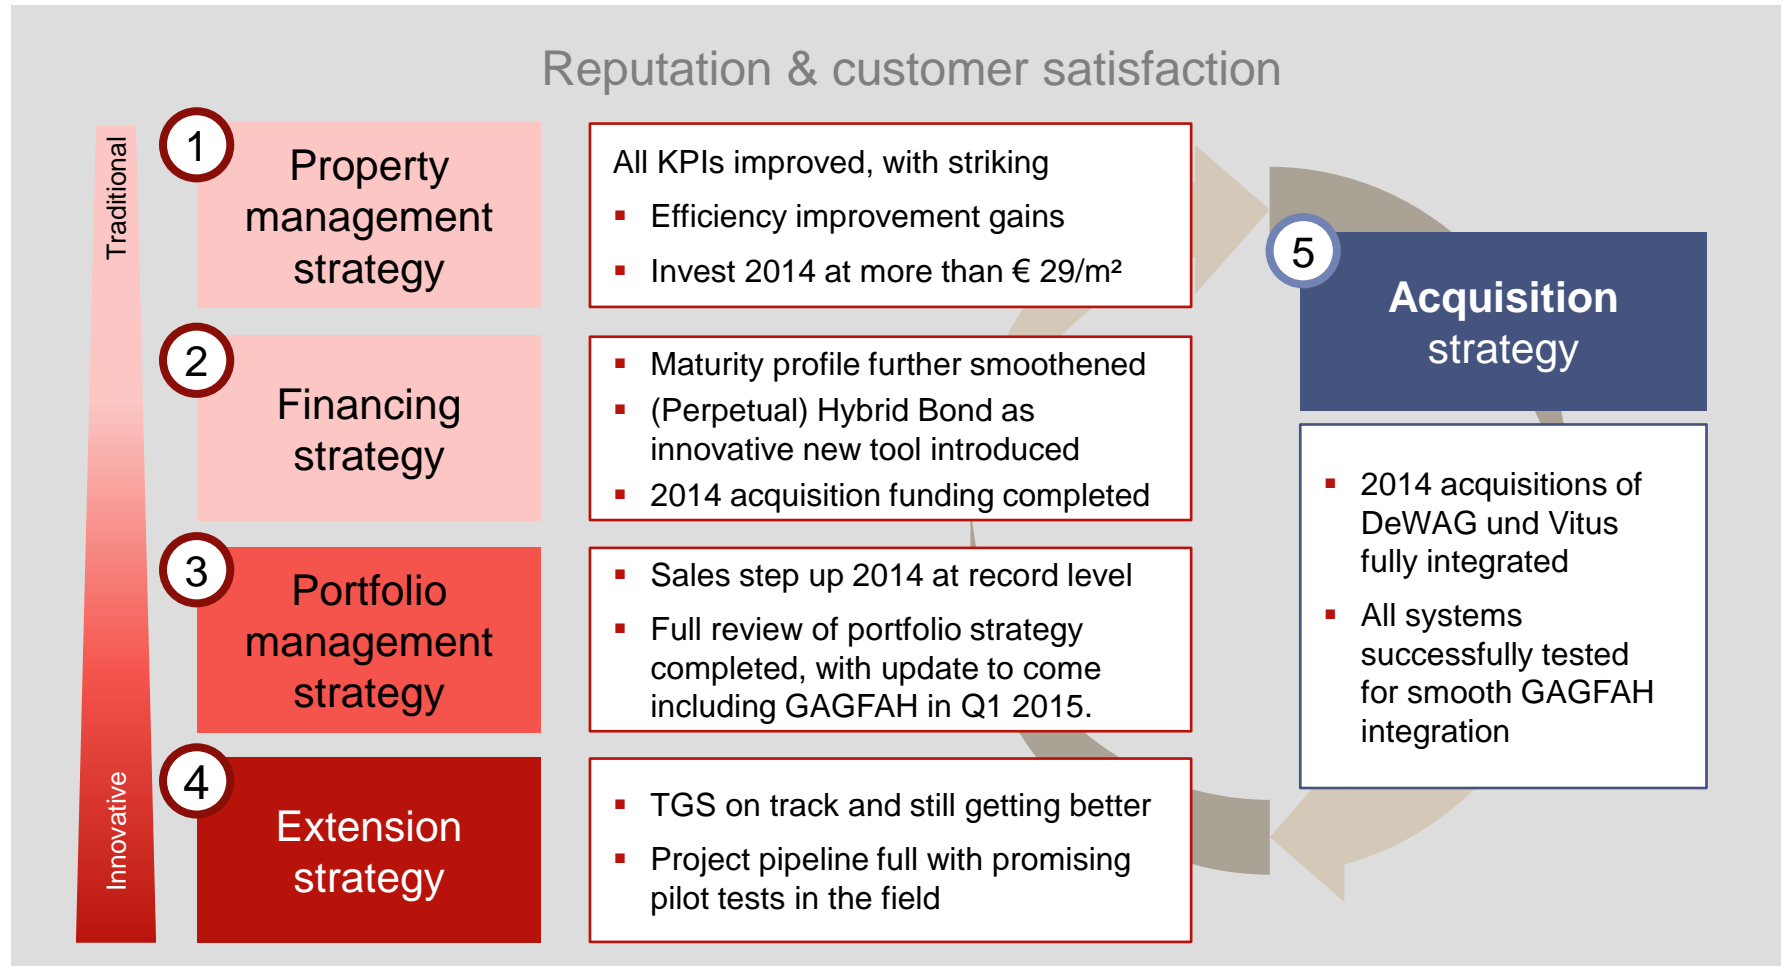 Reputation & customer satisfaction
Traditional
Innovative
1
Property
management
strategy
All KPIs improved, with striking
▪ Efficiency improvement gains
▪ Invest 2014 at more than € 29/m²
2
Financing
strategy
▪ Maturity profile further smoothened
▪ (Perpetual) Hybrid Bond as
innovative new tool introduced
▪ 2014 acquisition funding completed
3
Portfolio
management
strategy
▪ Sales step up 2014 at record level
▪ Full review of portfolio strategy
completed, with update to come
including GAGFAH in Q1 2015.
4
Extension
strategy
▪ TGS on track and still getting better
▪ Project pipeline full with promising
pilot tests in the field
5
Acquisition
strategy
▪ 2014 acquisitions of
DeWAG und Vitus
fully integrated
▪ All systems
successfully tested
for smooth GAGFAH
integration